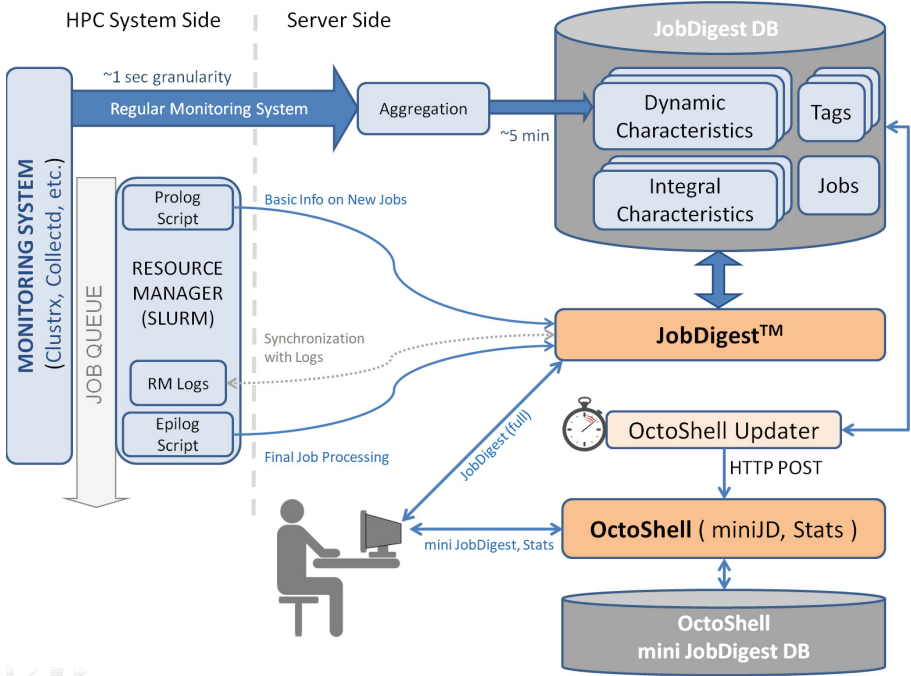 HPC System Side
Server Side
JobDigest DB
~1 sec granularity
Regular Monitoring System
Aggregation
~5 min
Dynamic
Characteristics
Tags
Integral
Characteristics
Jobs
MONITORING SYSTEM
(Clustrx, Collectd, etc.)
JOB QUEUE
Prolog
Script
RESOURCE
MANAGER
(SLURM)
RM Logs
Epilog
Script
Basic Info on New Jobs
Synchronization
with Logs
Final Job Processing
JobDigest™
JobDigest (full)
OctoShell Updater
HTTP POST
mini JobDigest, Stats
OctoShell ( miniJD, Stats )
OctoShell
mini JobDigest DB